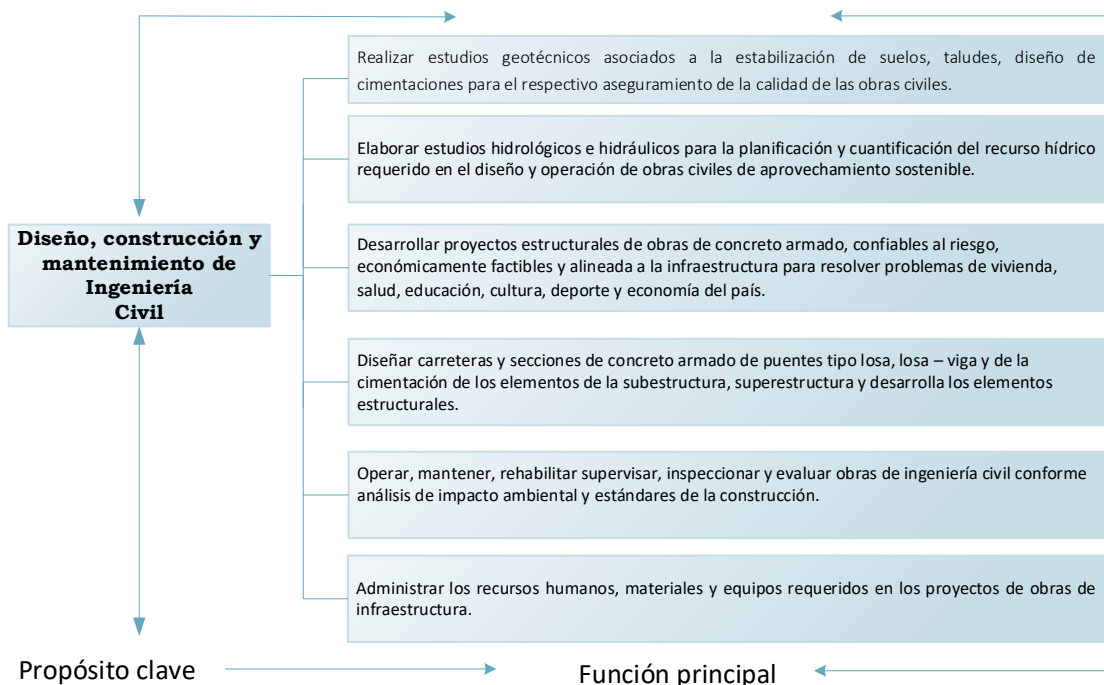 Realizar estudios geotécnicos asociados a la estabilización de suelos, taludes, diseño de
cimentaciones para el respectivo aseguramiento de la calidad de las obras civiles.
Elaborar estudios hidrológicos e hidráulicos para la planificación y cuantificación del recurso hídrico
requerido en el diseño y operación de obras civiles de aprovechamiento sostenible.
Diseño, construcción y
mantenimiento de
Ingeniería
Civil
Desarrollar proyectos estructurales de obras de concreto armado, confiables al riesgo,
económicamente factibles y alineada a la infraestructura para resolver problemas de vivienda,
salud, educación, cultura, deporte y economía del país.
Diseñar carreteras y secciones de concreto armado de puentes tipo losa, losa – viga y de la
cimentación de los elementos de la subestructura, superestructura y desarrolla los elementos
estructurales.
Operar, mantener, rehabilitar supervisar, inspeccionar y evaluar obras de ingeniería civil conforme
análisis de impacto ambiental y estándares de la construcción.
Administrar los recursos humanos, materiales y equipos requeridos en los proyectos de obras de
infraestructura.
Propósito clave
Función principal